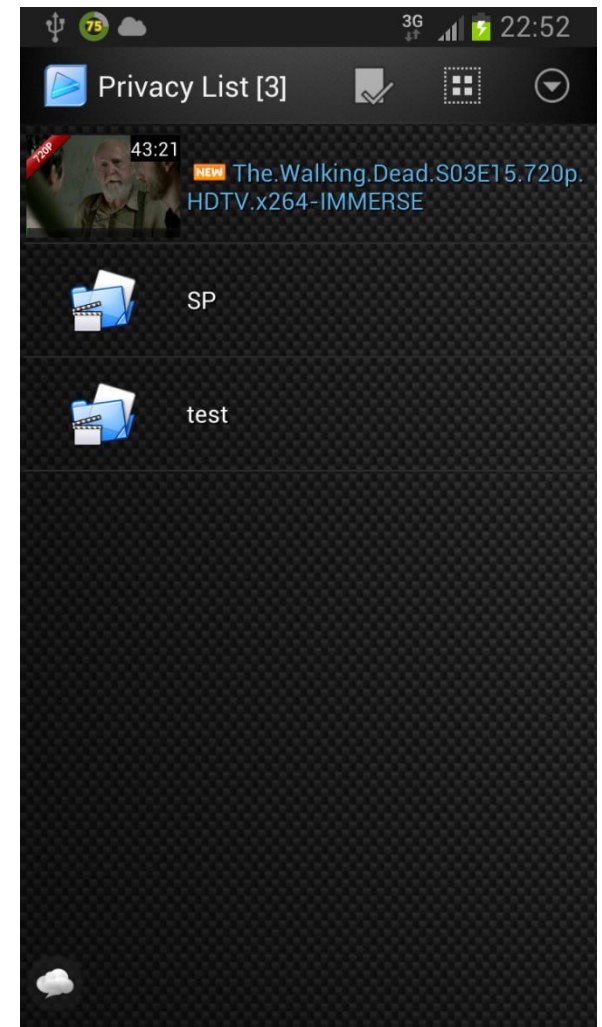 75
3G
22:52
Privacy List [3]
720P
43:21
NEW The.Walking.Dead.S03E15.720p.
HDTV.x264-IMMERSE
SP
test